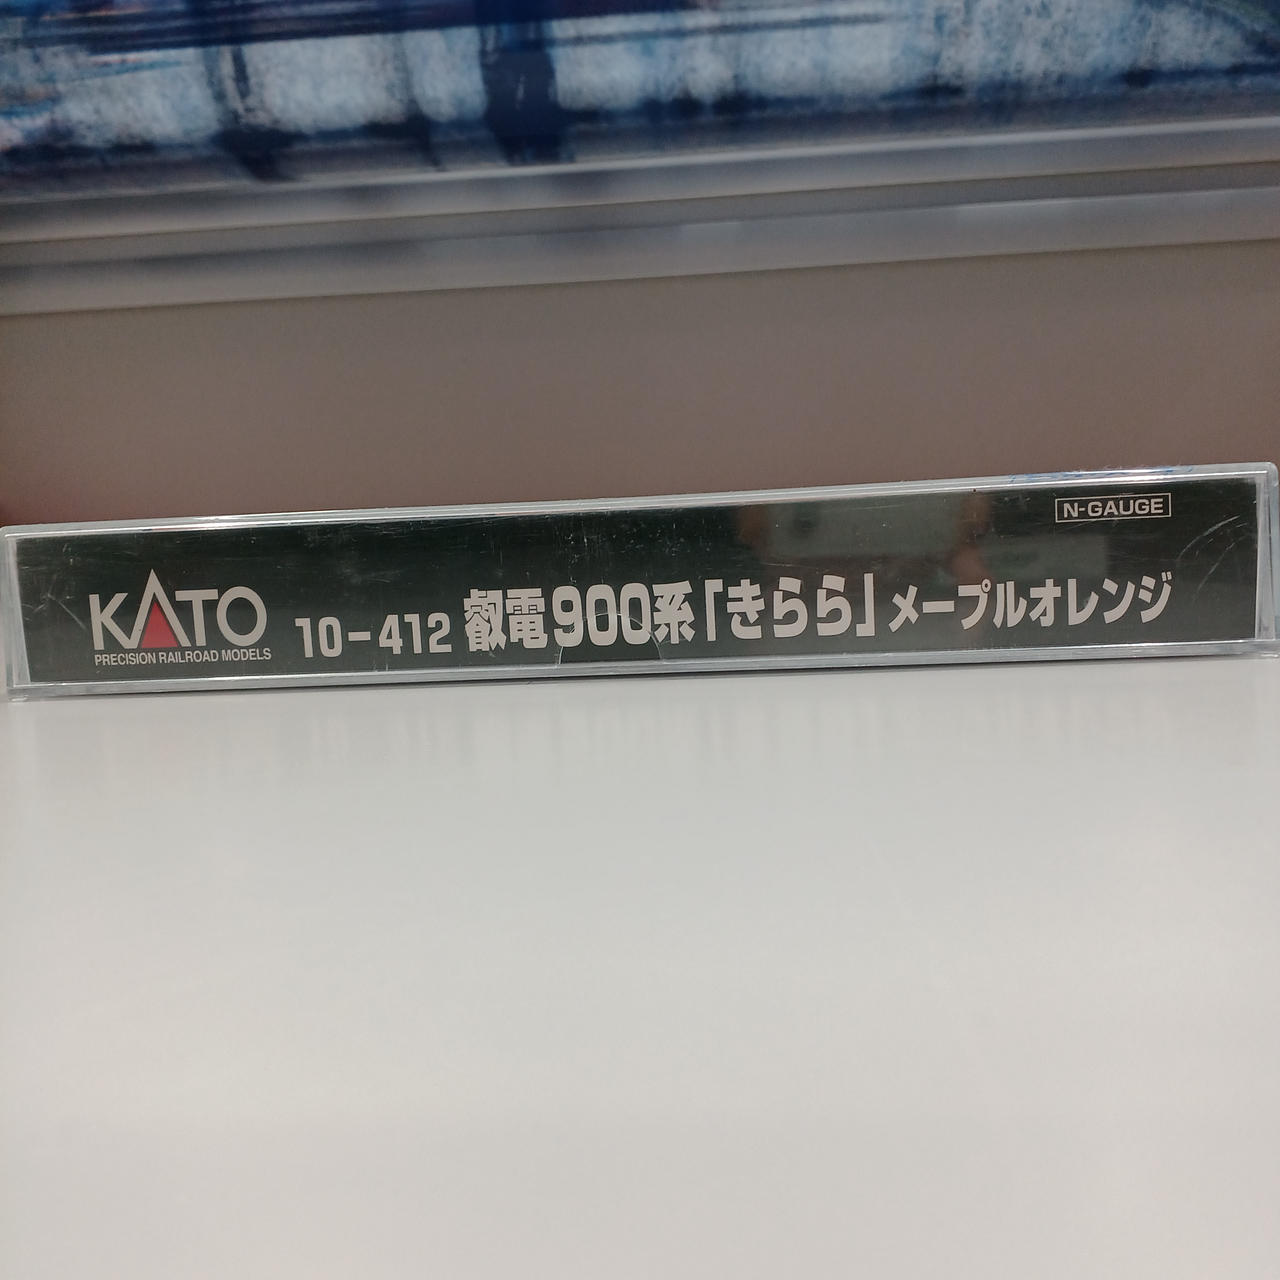 N-GAUGE
KATO
PRECISION RAILROAD MODELS
10-412 叡電900系「きらら」メープルオレンジ